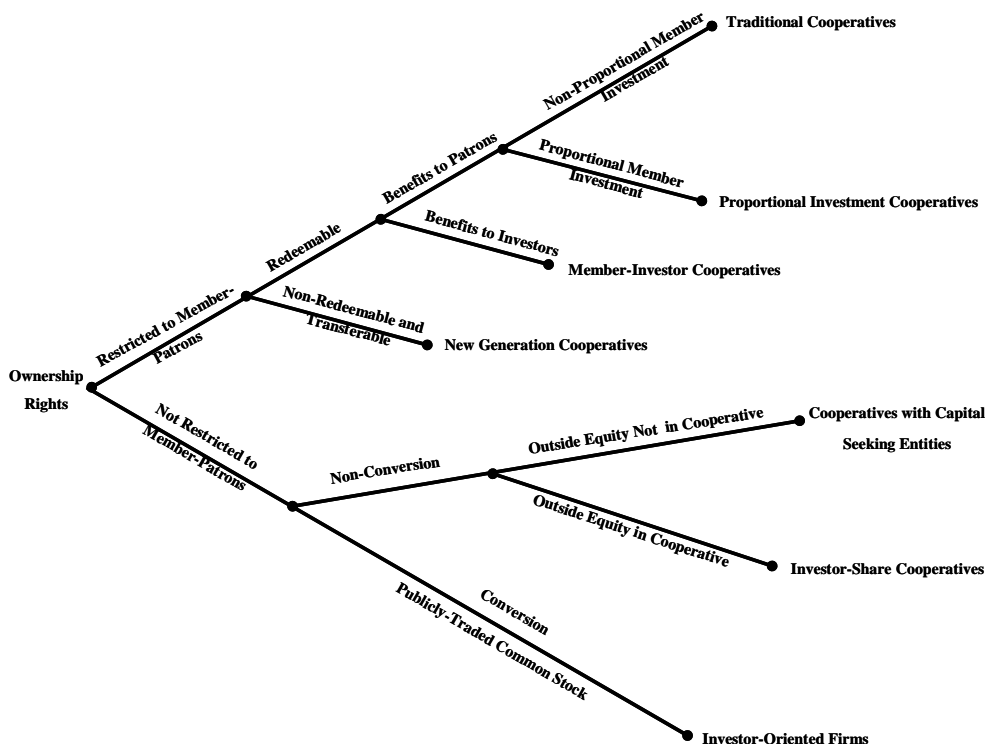 Traditional Cooperatives
Non-Proportional Member
Investment
Proportional Member
Investment
Proportional Investment Cooperatives
Benefits to Patrons
Benefits to Investors
Member-Investor Cooperatives
Redeemable
Non-Redeemable and
Transferable
New Generation Cooperatives
Restricted to Member-
Patrons
Ownership
Rights
Not Restricted to
Member-Patrons
Non-Conversion
Outside Equity Not in Cooperative
Cooperatives with Capital
Seeking Entities
Outside Equity in Cooperative
Investor-Share Cooperatives
Conversion
Publicly-Traded Common Stock
Investor-Oriented Firms